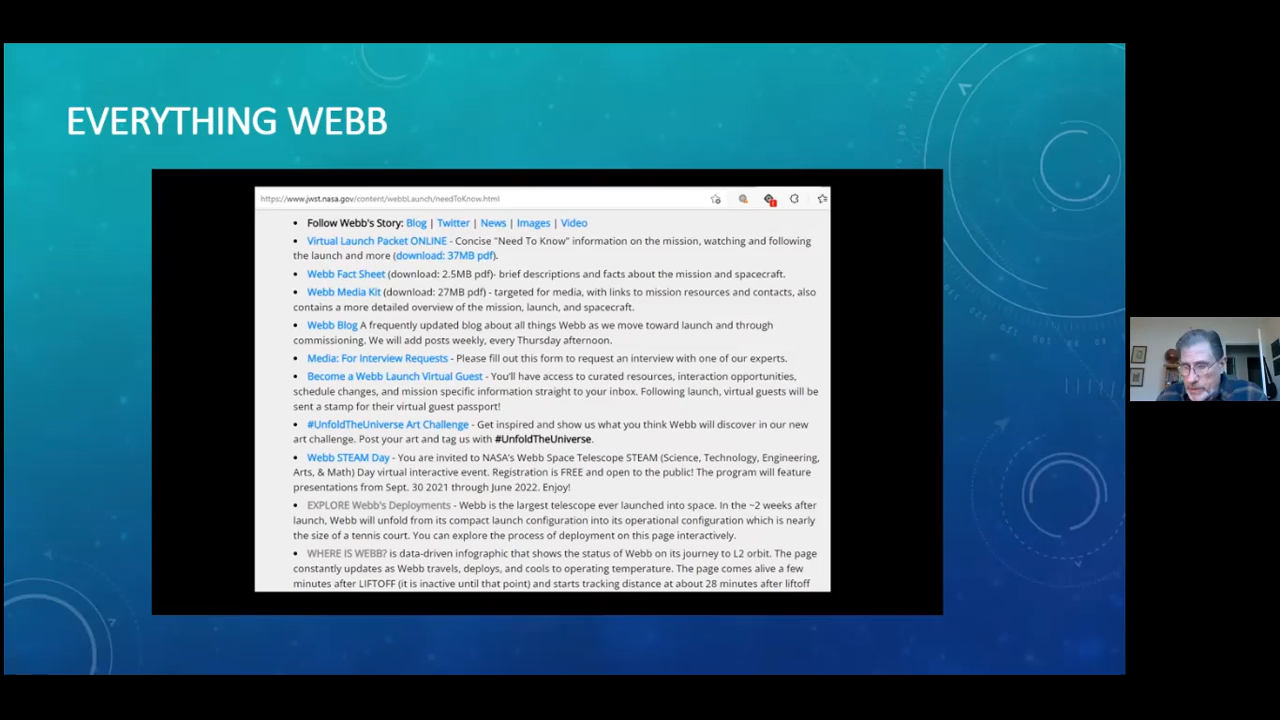 EVERYTHING WEBB
https://www.jwst.nasa.gov/content/webbLaunch/needToKnow.html
• Follow Webb's Story: Blog | Twitter | News | Images | Video
• Virtual Launch Packet ONLINE - Concise "Need To Know" information on the mission, watching and following
the launch and more (download: 37MB pdf).
• Webb Fact Sheet (download: 2.5MB pdf)- brief descriptions and facts about the mission and spacecraft.
• Webb Media Kit (download: 27MB pdf) - targeted for media, with links to mission resources and contacts, also
contains a more detailed overview of the mission, launch, and spacecraft.
• Webb Blog A frequently updated blog about all things Webb as we move toward launch and through
commissioning. We will add posts weekly, every Thursday afternoon.
• Media: For Interview Requests - Please fill out this form to request an interview with one of our experts.
• Become a Webb Launch Virtual Guest - You'll have access to curated resources, interaction opportunities,
schedule changes, and mission specific information straight to your inbox. Following launch, virtual guests will be
sent a stamp for their virtual guest passport!
• #UnfoldTheUniverse Art Challenge - Get inspired and show us what you think Webb will discover in our new
art challenge. Post your art and tag us with #UnfoldTheUniverse.
• Webb STEAM Day - You are invited to NASA's Webb Space Telescope STEAM (Science, Technology, Engineering,
Arts, & Math) Day virtual interactive event. Registration is FREE and open to the public! The program will feature
presentations from Sept. 30 2021 through June 2022. Enjoy!
• EXPLORE Webb's Deployments - Webb is the largest telescope ever launched into space. In the ~2 weeks after
launch, Webb will unfold from its compact launch configuration into its operational configuration which is nearly
the size of a tennis court. You can explore the process of deployment on this page interactively.
• WHERE IS WEBB? is data-driven infographic that shows the status of Webb on its journey to L2 orbit. The page
constantly updates as Webb travels, deploys, and cools to operating temperature. The page comes alive a few
minutes after LIFTOFF (it is inactive until that point) and starts tracking distance at about 28 minutes after liftoff